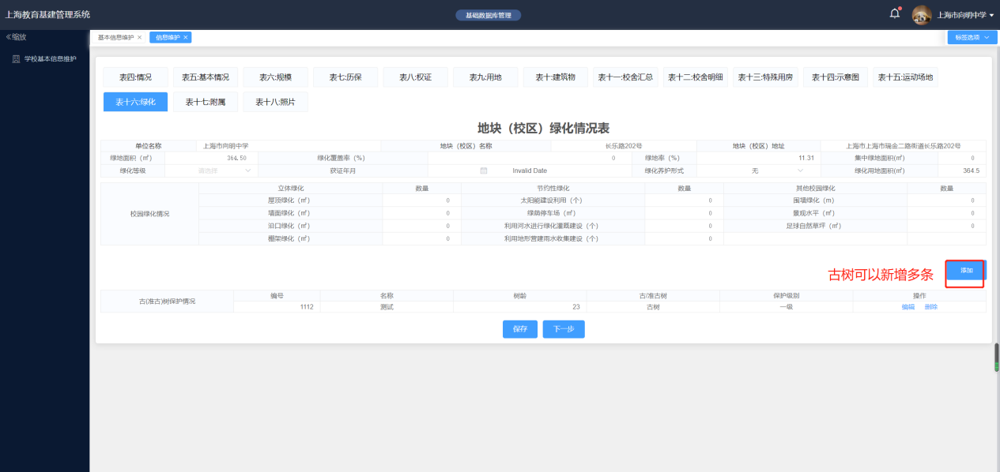 上海教育基建管理系统 基础数据库管理 上海市向明中学
缩放 基本信息维护 × 信息维护 × 标签选项
学校基本信息维护
表四:情况 表五:基本情况 表六:规模 表七:历保 表八:权证 表九:用地 表十:建筑物 表十一:校舍汇总 表十二:校舍明细 表十三:特殊用房 表十四:示意图 表十五:运动场地
表十六:绿化 表十七:附属 表十八:照片
地块（校区）绿化情况表
单位名称 上海市向明中学 地块（校区）名称 长乐路202号 地块（校区）地址 上海市上海市瑞金二路街道长乐路202号
绿地面积（㎡） 364.50 绿化覆盖率（%） 0 绿地率（%） 11.31 集中绿地面积(㎡) 0
绿化等级 请选择 获证年月 Invalid Date 绿化养护形式 无 绿化用地面积(㎡) 364.5
校园绿化情况 立体绿化 数量 节约性绿化 数量 其他校园绿化 数量
屋顶绿化（㎡） 0 太阳能建设利用（个） 0 围墙绿化（m） 0
墙面绿化（㎡） 0 绿荫停车场（㎡） 0 景观水平（㎡） 0
沿口绿化（㎡） 0 利用河水进行绿化灌溉建设（个） 0 足球自然草坪（㎡） 0
棚架绿化（㎡） 0 利用地形营建雨水收集建设（个） 0
古树可以新增多条 添加
古(准古)树保护情况 编号 名称 树龄 古/准古树 保护级别 操作
1112 测试 23 古树 一级 编辑 删除
保存 下一步